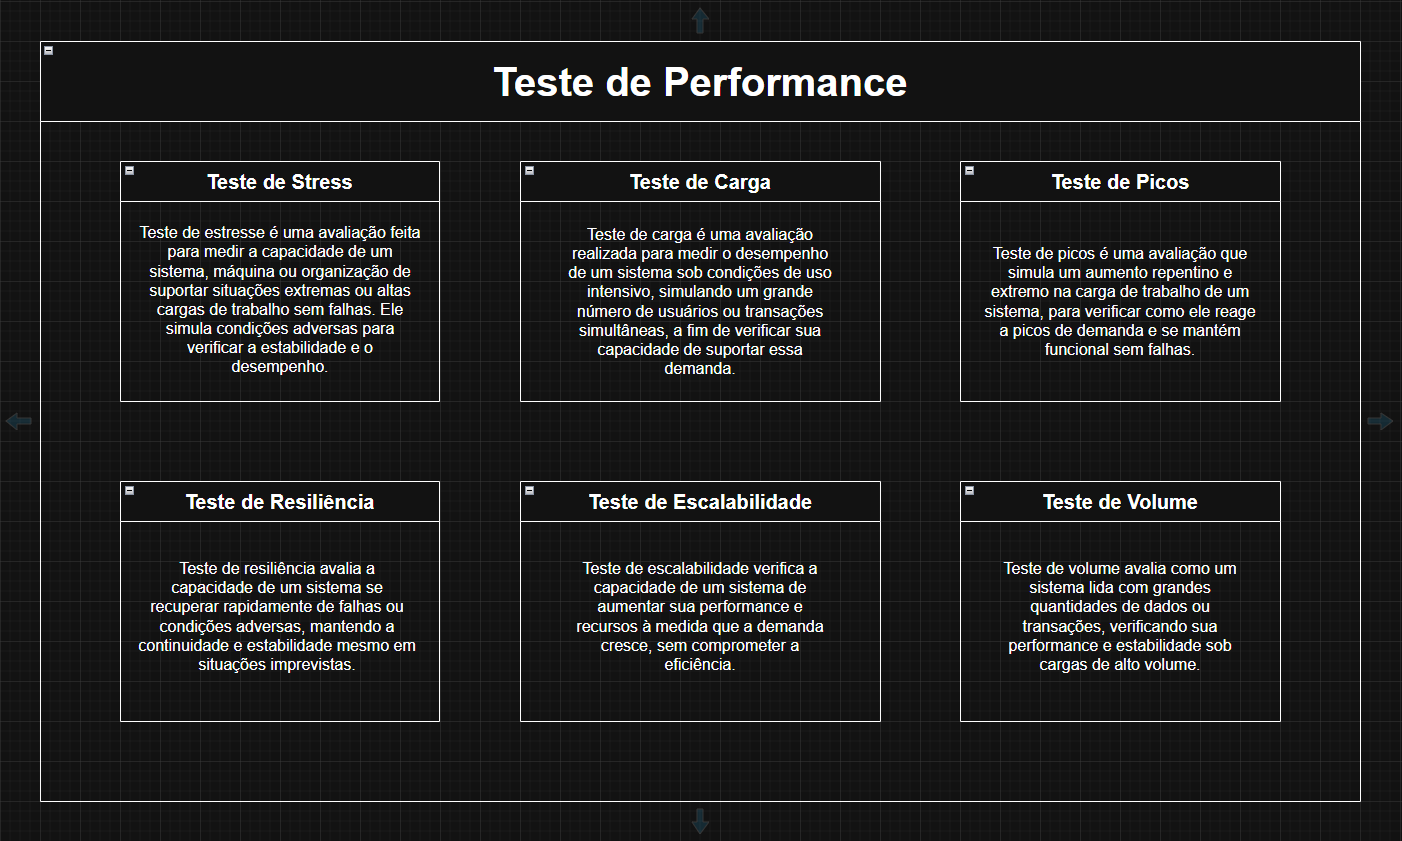 Teste de Performance
Teste de Stress
Teste de estresse é uma avaliação feita
para medir a capacidade de um
sistema, máquina ou organização de
suportar situações extremas ou altas
cargas de trabalho sem falhas. Ele
simula condições adversas para
verificar a estabilidade e o
desempenho.
Teste de Carga
Teste de carga é uma avaliação
realizada para medir o desempenho
de um sistema sob condições de uso
intensivo, simulando um grande
número de usuários ou transações
simultâneas, a fim de verificar sua
capacidade de suportar essa
demanda.
Teste de Picos
Teste de picos é uma avaliação que
simula um aumento repentino e
extremo na carga de trabalho de um
sistema, para verificar como ele reage
a picos de demanda e se mantém
funcional sem falhas.
Teste de Resiliência
Teste de resiliência avalia a
capacidade de um sistema se
recuperar rapidamente de falhas ou
condições adversas, mantendo a
continuidade e estabilidade mesmo em
situações imprevistas.
Teste de Escalabilidade
Teste de escalabilidade verifica a
capacidade de um sistema de
aumentar sua performance e
recursos à medida que a demanda
cresce, sem comprometer a
eficiência.
Teste de Volume
Teste de volume avalia como um
sistema lida com grandes
quantidades de dados ou
transações, verificando sua
performance e estabilidade sob
cargas de alto volume.